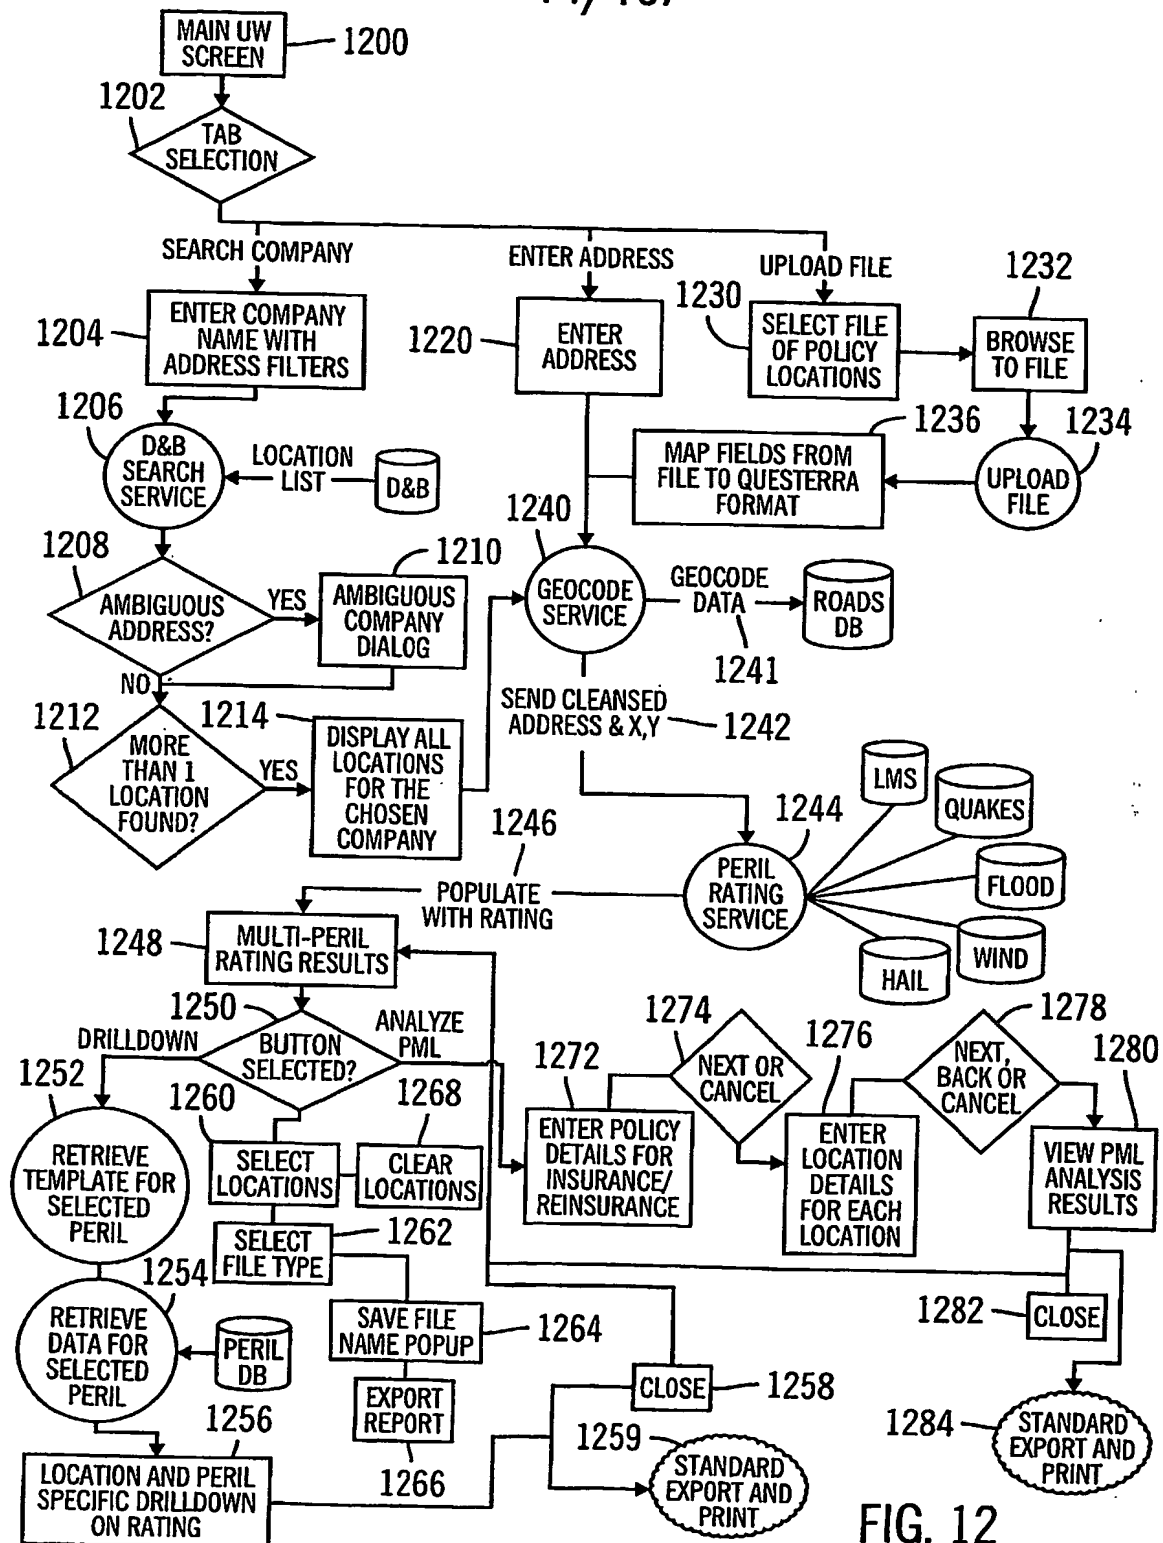 MAIN UW
SCREEN
1200
1202
TAB
SELECTION
SEARCH COMPANY
ENTER ADDRESS
UPLOAD FILE
1204
ENTER COMPANY
NAME WITH
ADDRESS FILTERS
1220
ENTER
ADDRESS
1230
SELECT FILE
OF POLICY
LOCATIONS
1232
BROWSE
TO FILE
1206
D&B
SEARCH
SERVICE
LOCATION
LIST
D&B
1236
MAP FIELDS FROM
FILE TO QUESTERRA
FORMAT
1234
UPLOAD
FILE
1208
AMBIGUOUS
ADDRESS?
YES
1210
AMBIGUOUS
COMPANY
DIALOG
NO
1240
GEOCODE
SERVICE
GEOCODE
DATA
1241
ROADS
DB
1212
MORE
THAN 1
LOCATION
FOUND?
YES
1214
DISPLAY ALL
LOCATIONS
FOR THE
CHOSEN
COMPANY
SEND CLEANSED
ADDRESS & X,Y
1242
1244
PERIL
RATING
SERVICE
LMS
QUAKES
FLOOD
WIND
HAIL
1246
POPULATE
WITH RATING
1248
MULTI-PERIL
RATING RESULTS
1250
BUTTON
SELECTED?
DRILLDOWN
ANALYZE
PML
1252
RETRIEVE
TEMPLATE FOR
SELECTED
PERIL
1260
SELECT
LOCATIONS
1268
CLEAR
LOCATIONS
1262
SELECT
FILE TYPE
1272
ENTER POLICY
DETAILS FOR
INSURANCE/
REINSURANCE
1274
NEXT OR
CANCEL
1276
ENTER
LOCATION
DETAILS
FOR EACH
LOCATION
1278
NEXT,
BACK OR
CANCEL
1280
VIEW PML
ANALYSIS
RESULTS
1254
RETRIEVE
DATA FOR
SELECTED
PERIL
PERIL
DB
SAVE FILE
NAME POPUP
1264
EXPORT
REPORT
1266
1282
CLOSE
CLOSE
1258
1256
LOCATION AND PERIL
SPECIFIC DRILLDOWN
ON RATING
1259
STANDARD
EXPORT AND
PRINT
1284
STANDARD
EXPORT AND
PRINT
FIG. 12